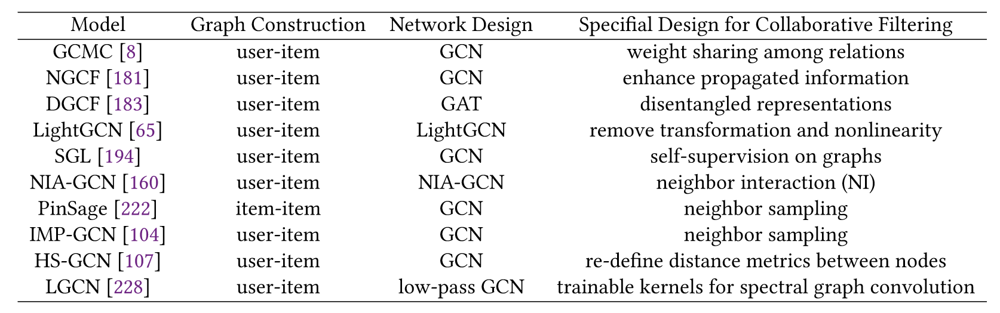 Model Graph Construction Network Design Specifial Design for Collaborative Filtering
GCMC [8] user-item GCN weight sharing among relations
NGCF [181] user-item GCN enhance propagated information
DGCF [183] user-item GAT disentangled representations
LightGCN [65] user-item LightGCN remove transformation and nonlinearity
SGL [194] user-item GCN self-supervision on graphs
NIA-GCN [160] user-item NIA-GCN neighbor interaction (NI)
PinSage [222] item-item GCN neighbor sampling
IMP-GCN [104] user-item GCN neighbor sampling
HS-GCN [107] user-item GCN re-define distance metrics between nodes
LGCN [228] user-item low-pass GCN trainable kernels for spectral graph convolution